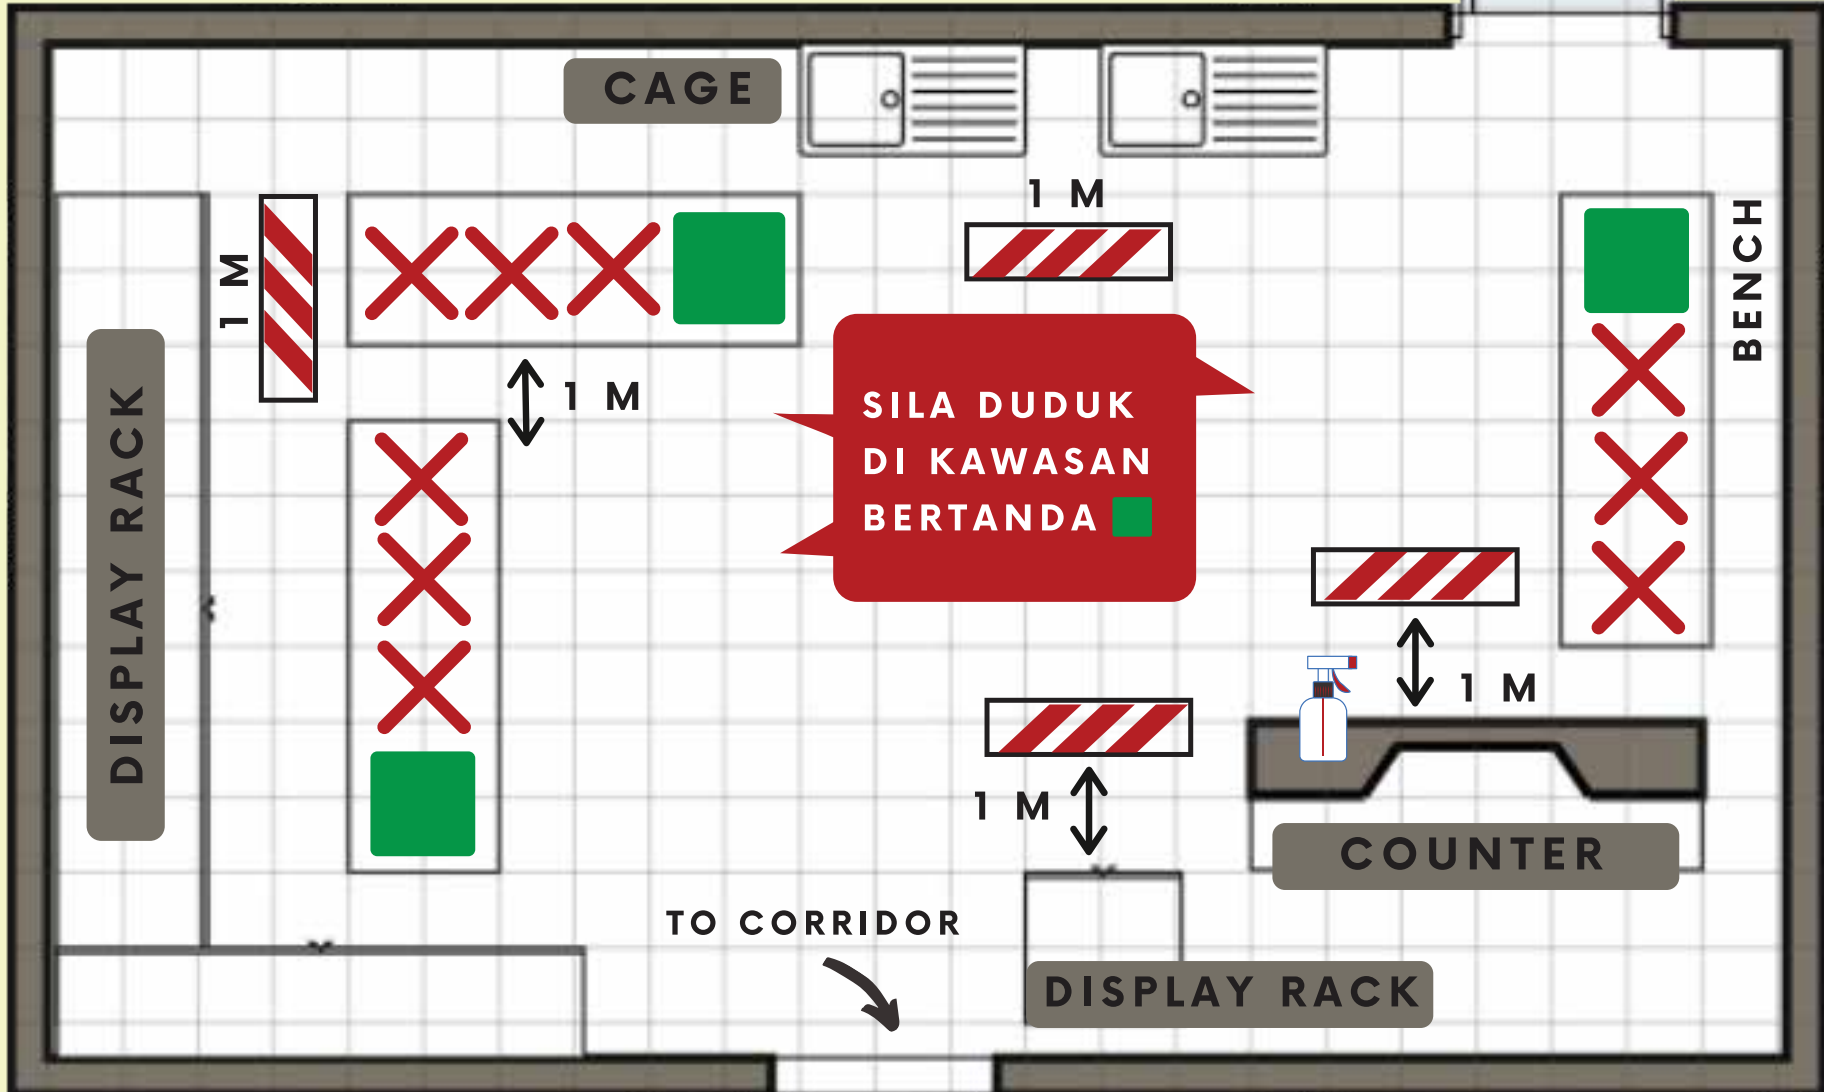 CAGE
1 M
1 M
BENCH
1 M
SILA DUDUK
DI KAWASAN
BERTANDA
DISPLAY RACK
1 M
1 M
COUNTER
TO CORRIDOR
DISPLAY RACK